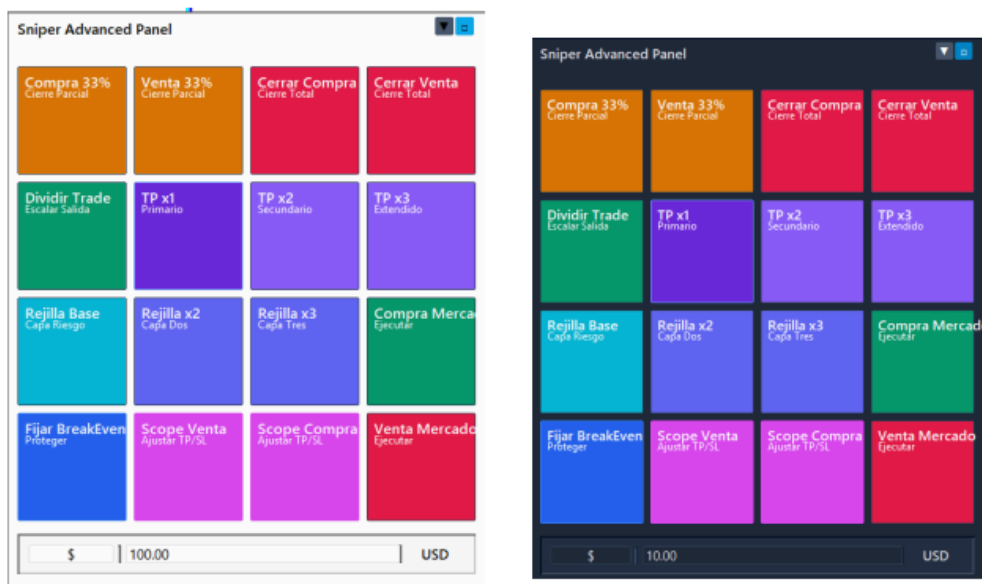 Sniper Advanced Panel
Compra 33% Venta 33% Cerrar Compra Cerrar Venta
Cierre Parcial Cierre Parcial Cierre Total Cierre Total
Dividir Trade TP x1 TP x2 TP x3
Escalar Salida Primario Secundario Extendido
Rejilla Base Rejilla x2 Rejilla x3 Compra Merca
Capa Riesgo Capa Dos Capa Tres Ejecutar
Fijar BreakEven Scope Venta Scope Compra Venta Mercado
Proteger Ajustar TP/SL Ajustar TP/SL Ejecutar
$ 100.00 USD
Sniper Advanced Panel
Compra 33% Venta 33% Cerrar Compra Cerrar Venta
Cierre Parcial Cierre Parcial Cierre Total Cierre Total
Dividir Trade TP x1 TP x2 TP x3
Escalar Salida Primario Secundario Extendido
Rejilla Base Rejilla x2 Rejilla x3 Compra Mercad
Capa Riesgo Capa Dos Capa Tres Ejecutar
Fijar BreakEven Scope Venta Scope Compra Venta Mercado
Proteger Ajustar TP/SL Ajustar TP/SL Ejecutar
$ 10.00 USD